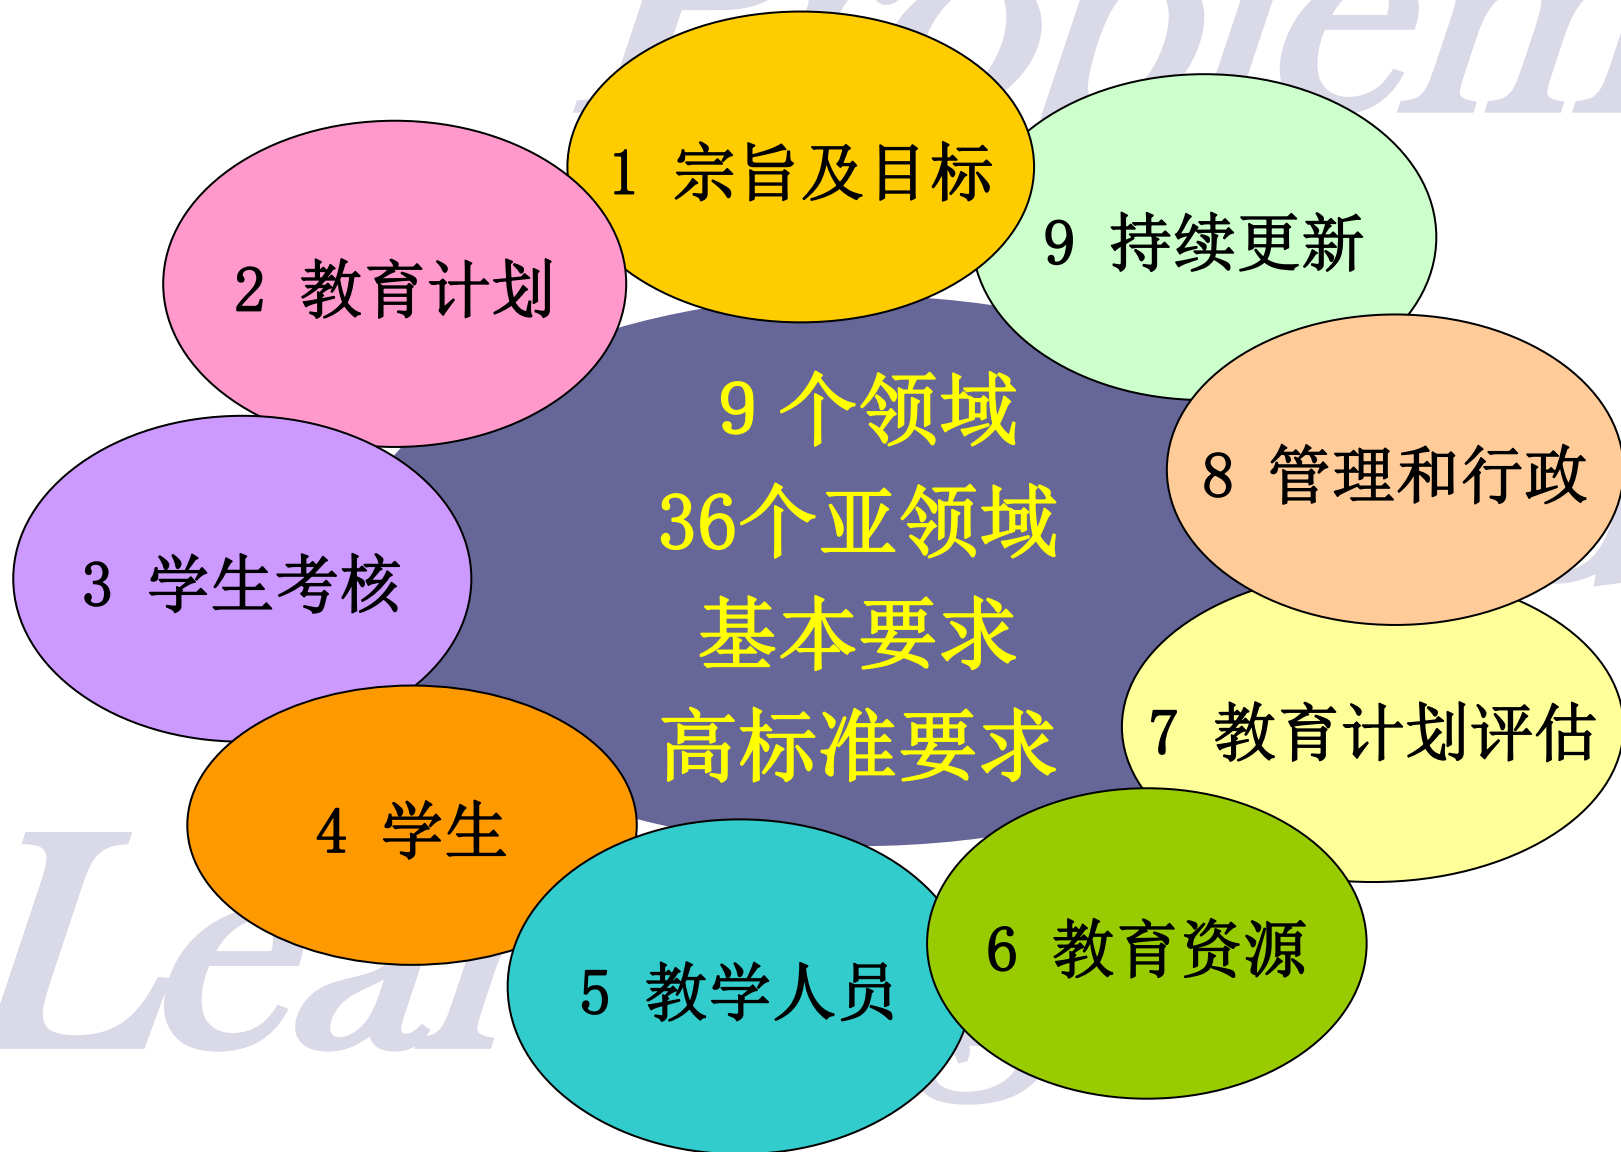 Problem
1 宗旨及目标
2 教育计划
3 学生考核
4 学生
5 教学人员
6 教育资源
7 教育计划评估
8 管理和行政
9 持续更新
9个领域
36个亚领域
基本要求
高标准要求